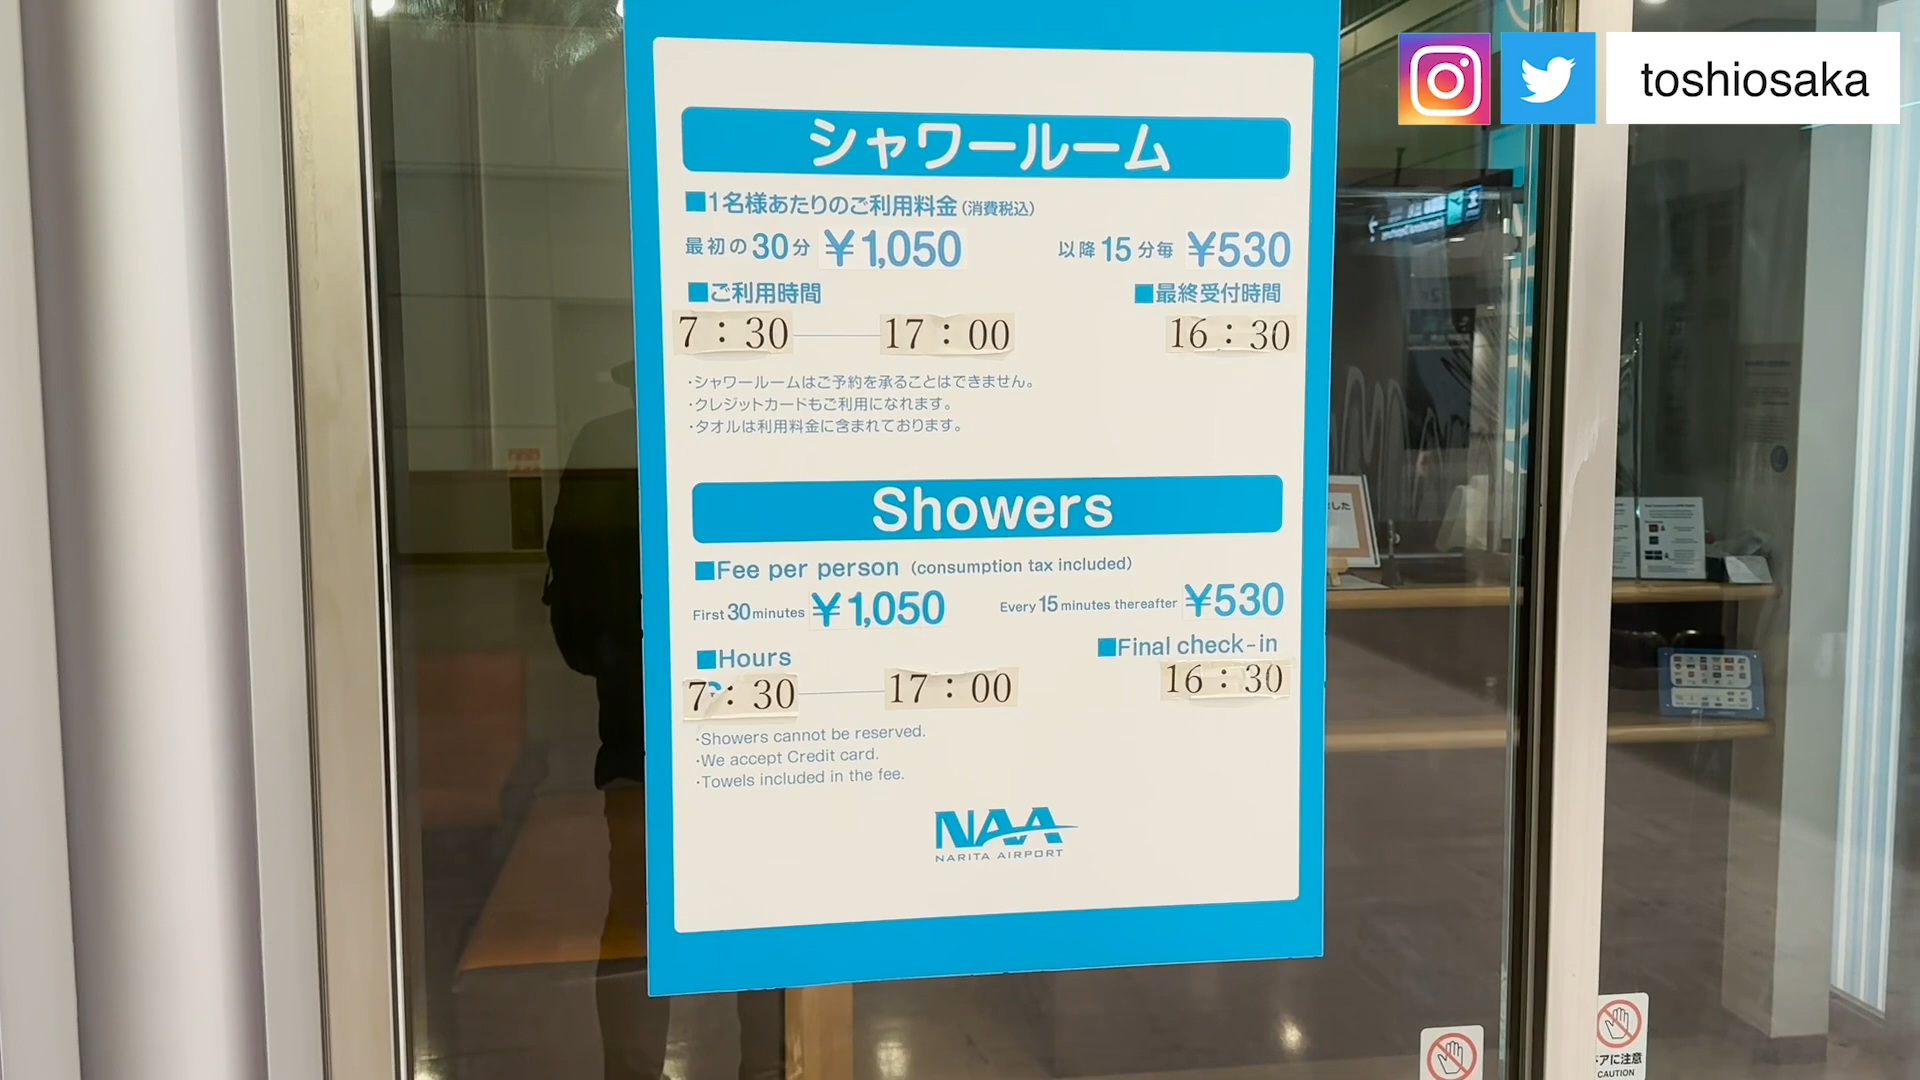 toshiosaka
シャワールーム
■1名様あたりのご利用料金(消費税込)
最初の30分 ¥1,050 以降15分毎 ¥530
■ご利用時間 ■最終受付時間
7:30 17:00 16:30
・シャワールームはご予約を承ることはできません。
・クレジットカードもご利用になれます。
・タオルは利用料金に含まれております。
Showers
■Fee per person (consumption tax included)
First 30 minutes ¥1,050 Every 15 minutes thereafter ¥530
■Hours ■Final check-in
7:30 17:00 16:30
・Showers cannot be reserved.
・We accept Credit card.
・Towels included in the fee.
NAA
NARITA AIRPORT
した
アに注意
CAUTION